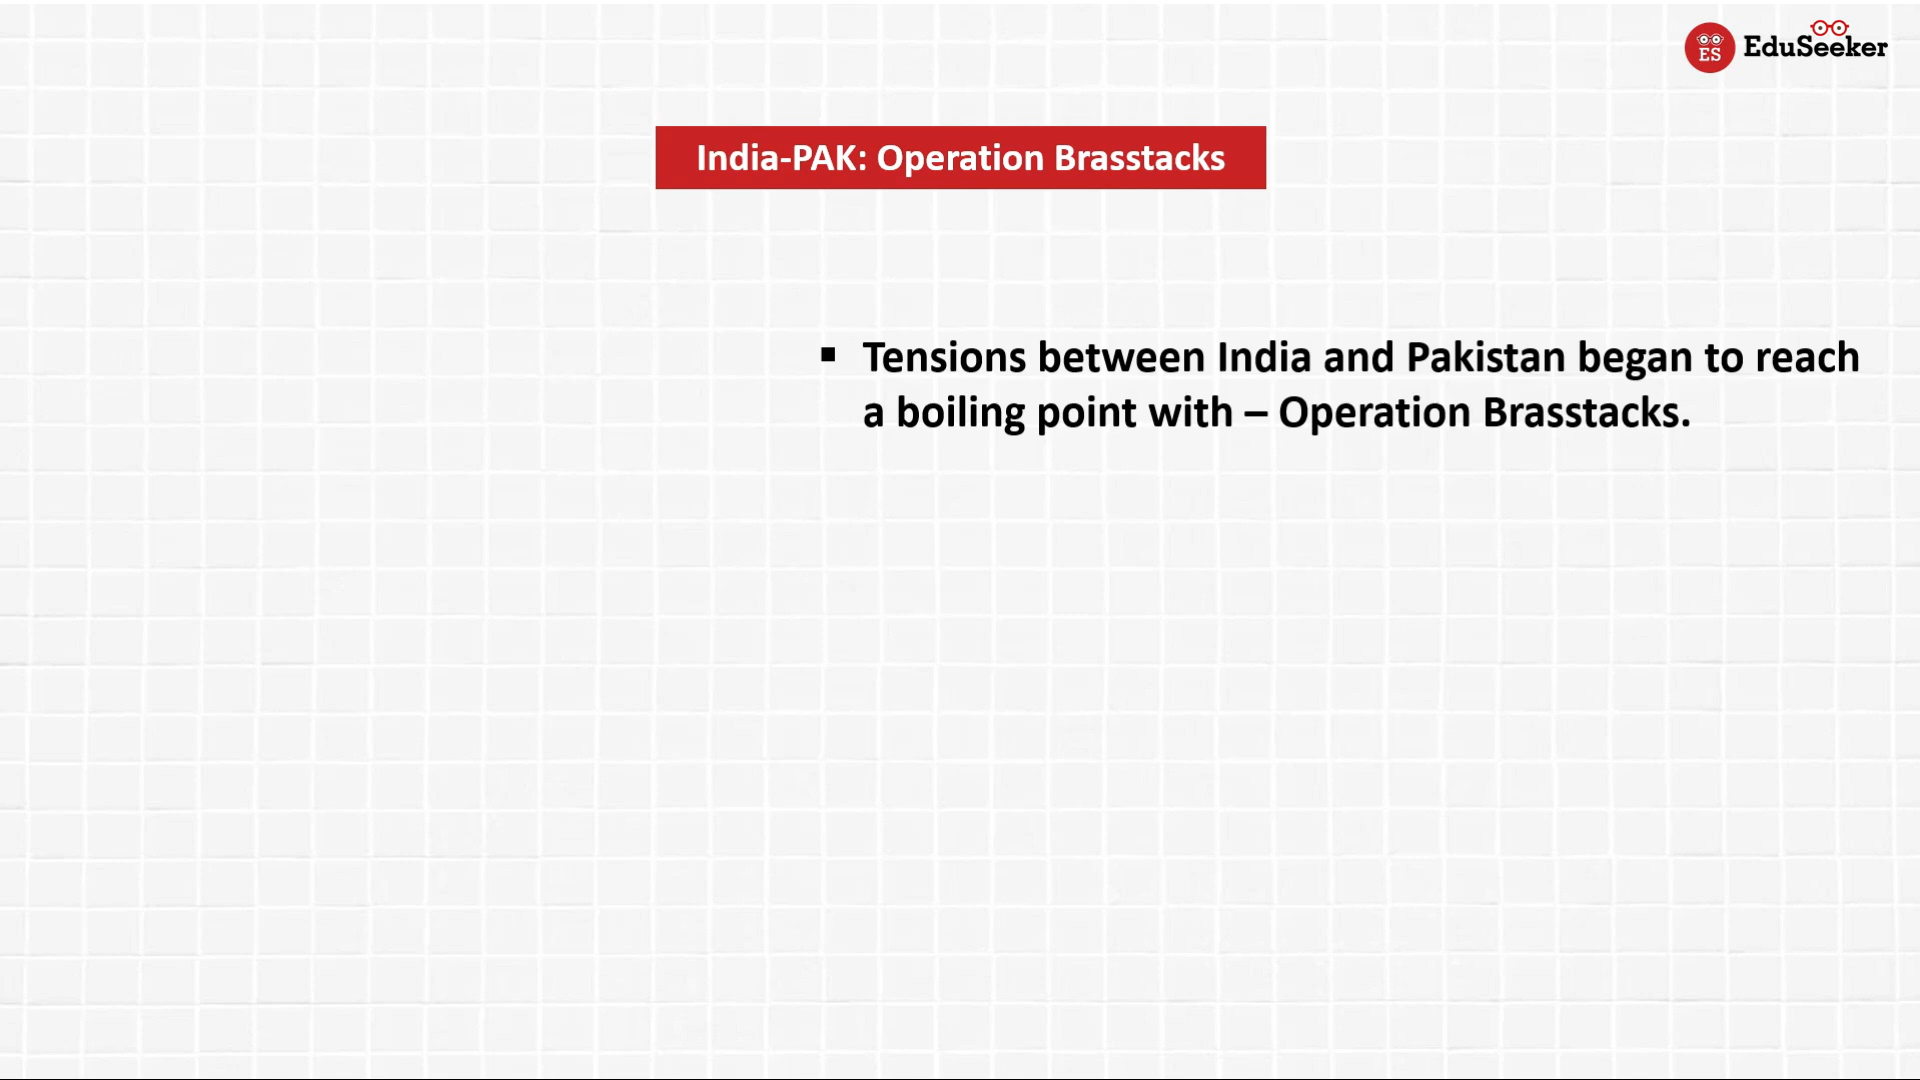 ES EduSeeker
India-PAK: Operation Brasstacks
▪ Tensions between India and Pakistan began to reach
a boiling point with – Operation Brasstacks.